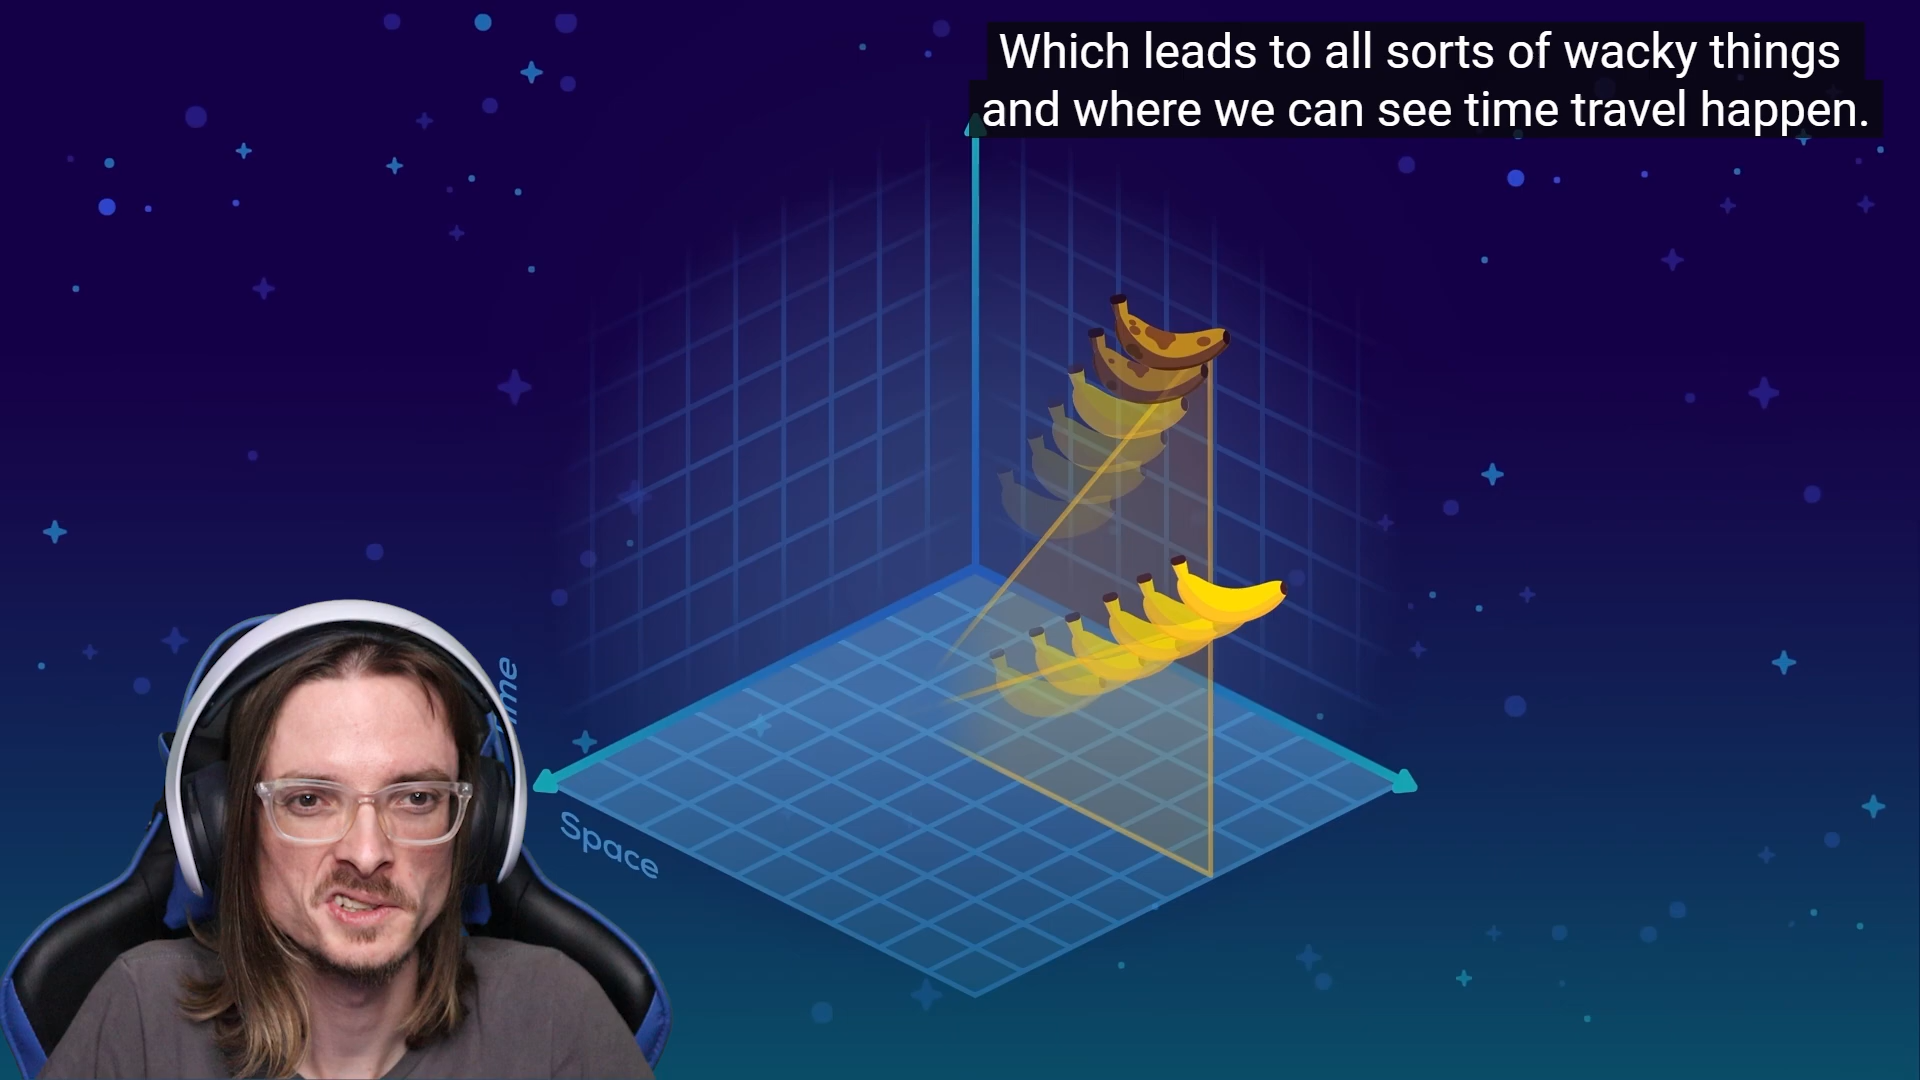 Which leads to all sorts of wacky things
and where we can see time travel happen.
Space